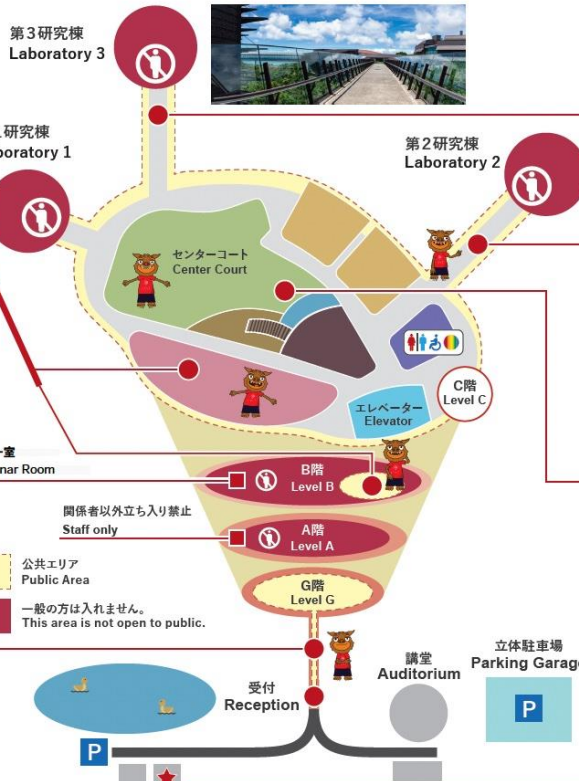 第3研究棟
Laboratory 3
研究棟
boratory 1
第2研究棟
Laboratory 2
センターコート
Center Court
C階
Level C
エレベーター
Elevator
室
nar Room
B階
Level B
関係者以外立ち入り禁止
Staff only
A階
Level A
公共エリア
Public Area
G階
Level G
一般の方は入れません。
This area is not open to public.
受付
Reception
講堂
Auditorium
立体駐車場
Parking Garage
P
P